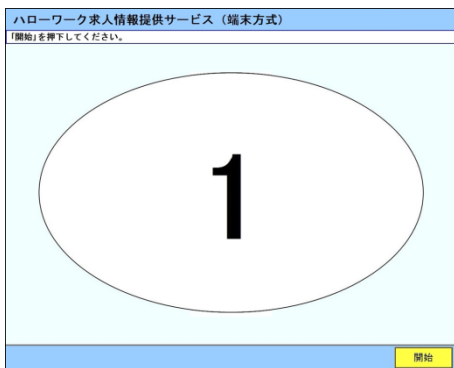 ハローワーク求人情報提供サービス（端末方式）
「開始」を押下してください。
1
開始